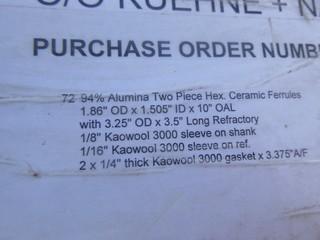 C/O KUEHNE + N
PURCHASE ORDER NUMB
72 94% Alumina Two Piece Hex. Ceramic Ferrules
1.86" OD x 1.505" ID x 10" OAL
with 3.25" OD x 3.5" Long Refractory
1/8" Kaowool 3000 sleeve on shank
1/16" Kaowool 3000 sleeve on ref.
2 x 1/4" thick Kaowool 3000 gasket x 3.375"A/F